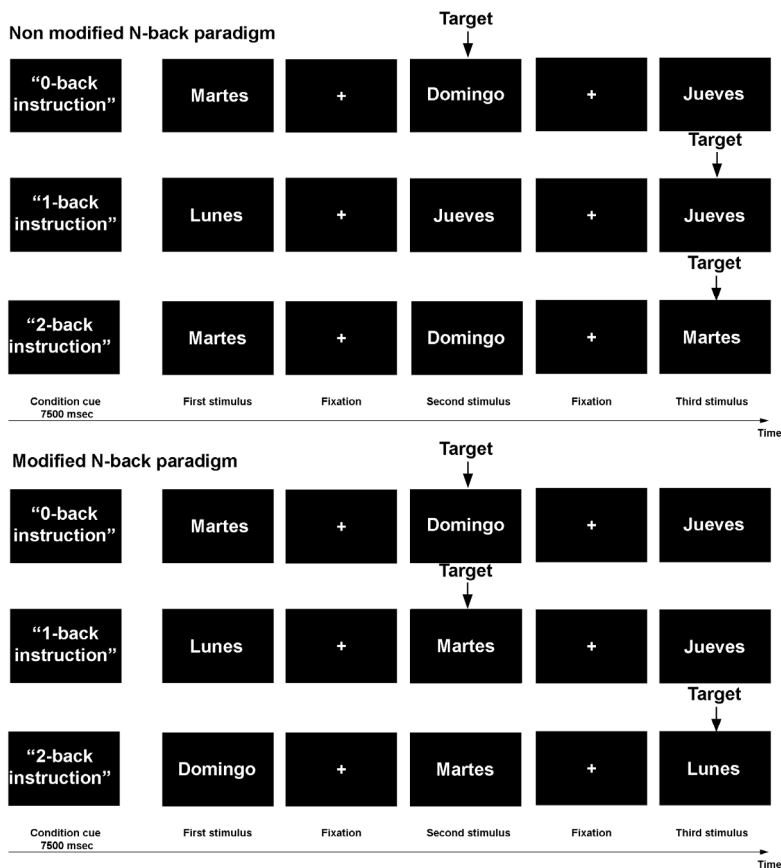 Target
Non modified N-back paradigm
“0-back instruction” Martes + Domingo + Jueves
Target
“1-back instruction” Lunes + Jueves + Jueves
Target
“2-back instruction” Martes + Domingo + Martes
Condition cue 7500 msec First stimulus Fixation Second stimulus Fixation Third stimulus
Time
Target
Modified N-back paradigm
“0-back instruction” Martes + Domingo + Jueves
Target
“1-back instruction” Lunes + Martes + Jueves
Target
“2-back instruction” Domingo + Martes + Lunes
Condition cue 7500 msec First stimulus Fixation Second stimulus Fixation Third stimulus
Time